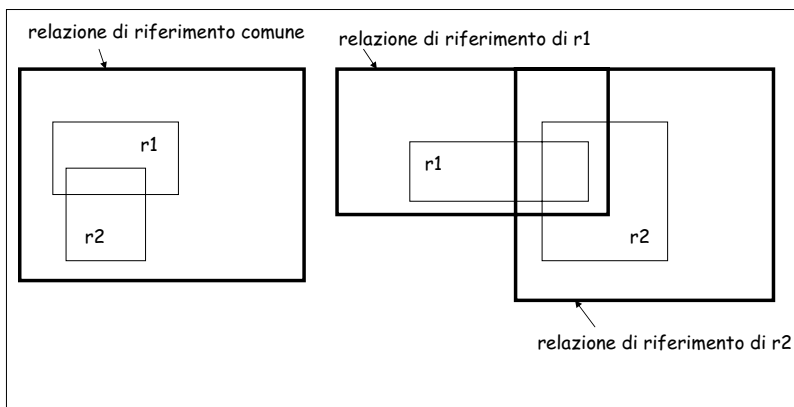 relazione di riferimento comune
r1
r2
relazione di riferimento di r1
r1
r2
relazione di riferimento di r2